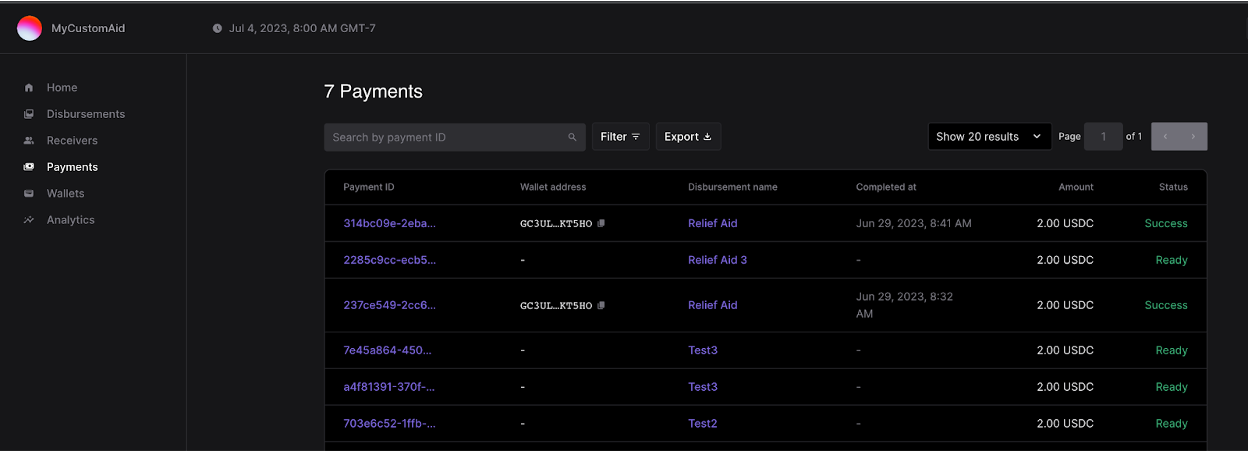 MyCustomAid
Jul 4, 2023, 8:00 AM GMT-7
Home
Disbursements
Receivers
Payments
Wallets
Analytics
7 Payments
Search by payment ID
Filter
Export
Show 20 results
Page 1 of 1
Payment ID Wallet address Disbursement name Completed at Amount Status
314bc09e-2eba... GC3UL…KT5HO Relief Aid Jun 29, 2023, 8:41 AM 2.00 USDC Success
2285c9cc-ecb5... - Relief Aid 3 - 2.00 USDC Ready
237ce549-2cc6... GC3UL…KT5HO Relief Aid Jun 29, 2023, 8:32 2.00 USDC Success
AM
7e45a864-450... - Test3 - 2.00 USDC Ready
a4f81391-370f-... - Test3 - 2.00 USDC Ready
703e6c52-1ffb-... - Test2 - 2.00 USDC Ready